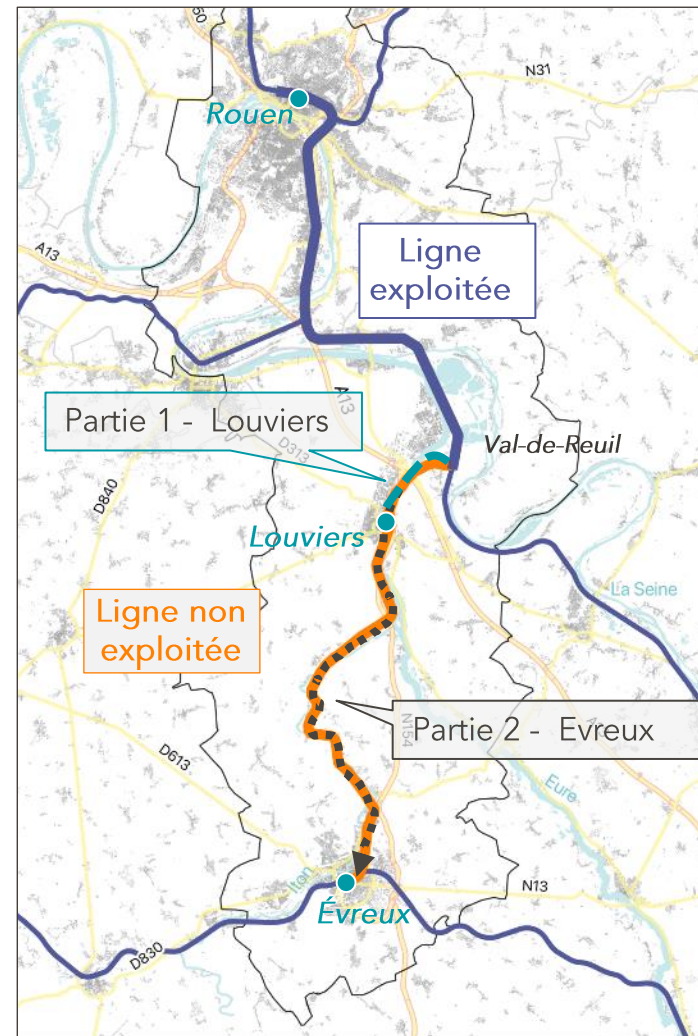 N31
Rouen
A13
Ligne
exploitée
A13
Partie 1 - Louviers
D313
Val-de-Reuil
D840
Louviers
La Seine
Ligne non
exploitée
N154
Partie 2 - Evreux
D613
Eure
Iton
N13
Évreux
D830